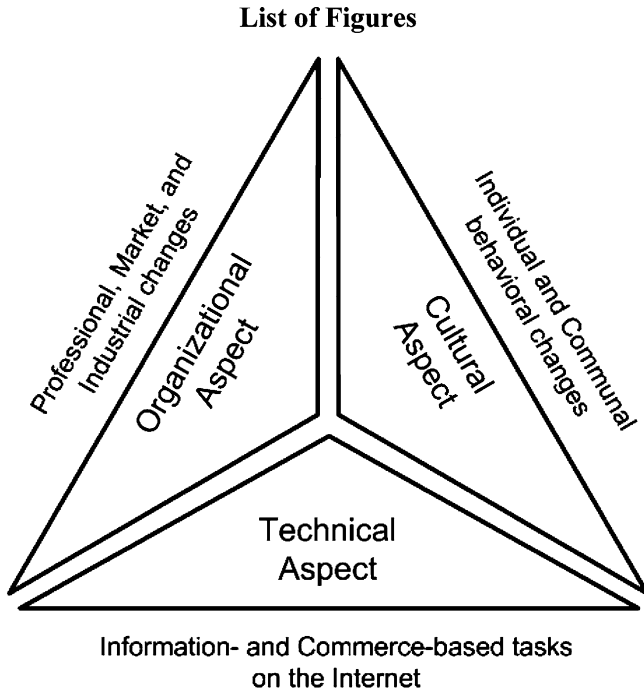 List of Figures
Professional, Market, and
Industrial changes
Organizational
Aspect
Individual and Communal
behavioral changes
Cultural
Aspect
Technical
Aspect
Information- and Commerce-based tasks
on the Internet